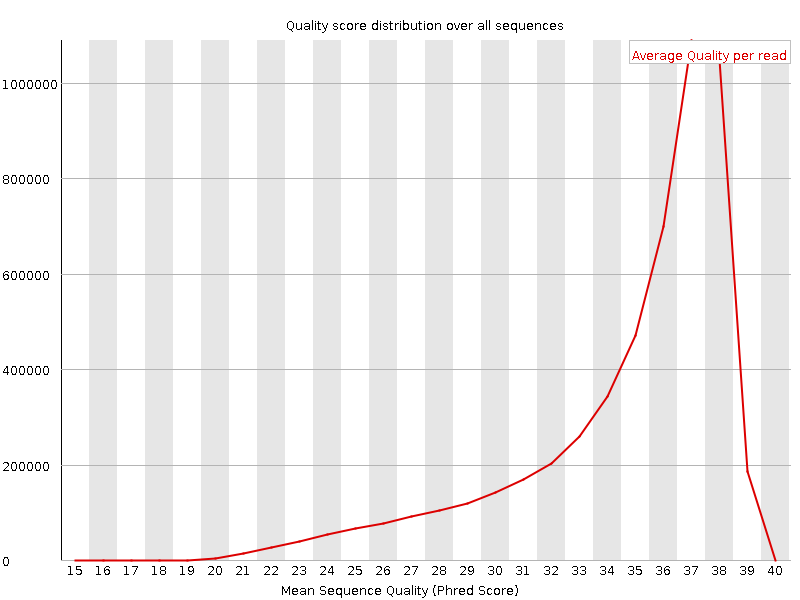 Quality score distribution over all sequences
Average Quality per read
1000000
800000
600000
400000
200000
0
15 16 17 18 19 20 21 22 23 24 25 26 27 28 29 30 31 32 33 34 35 36 37 38 39 40
Mean Sequence Quality (Phred Score)